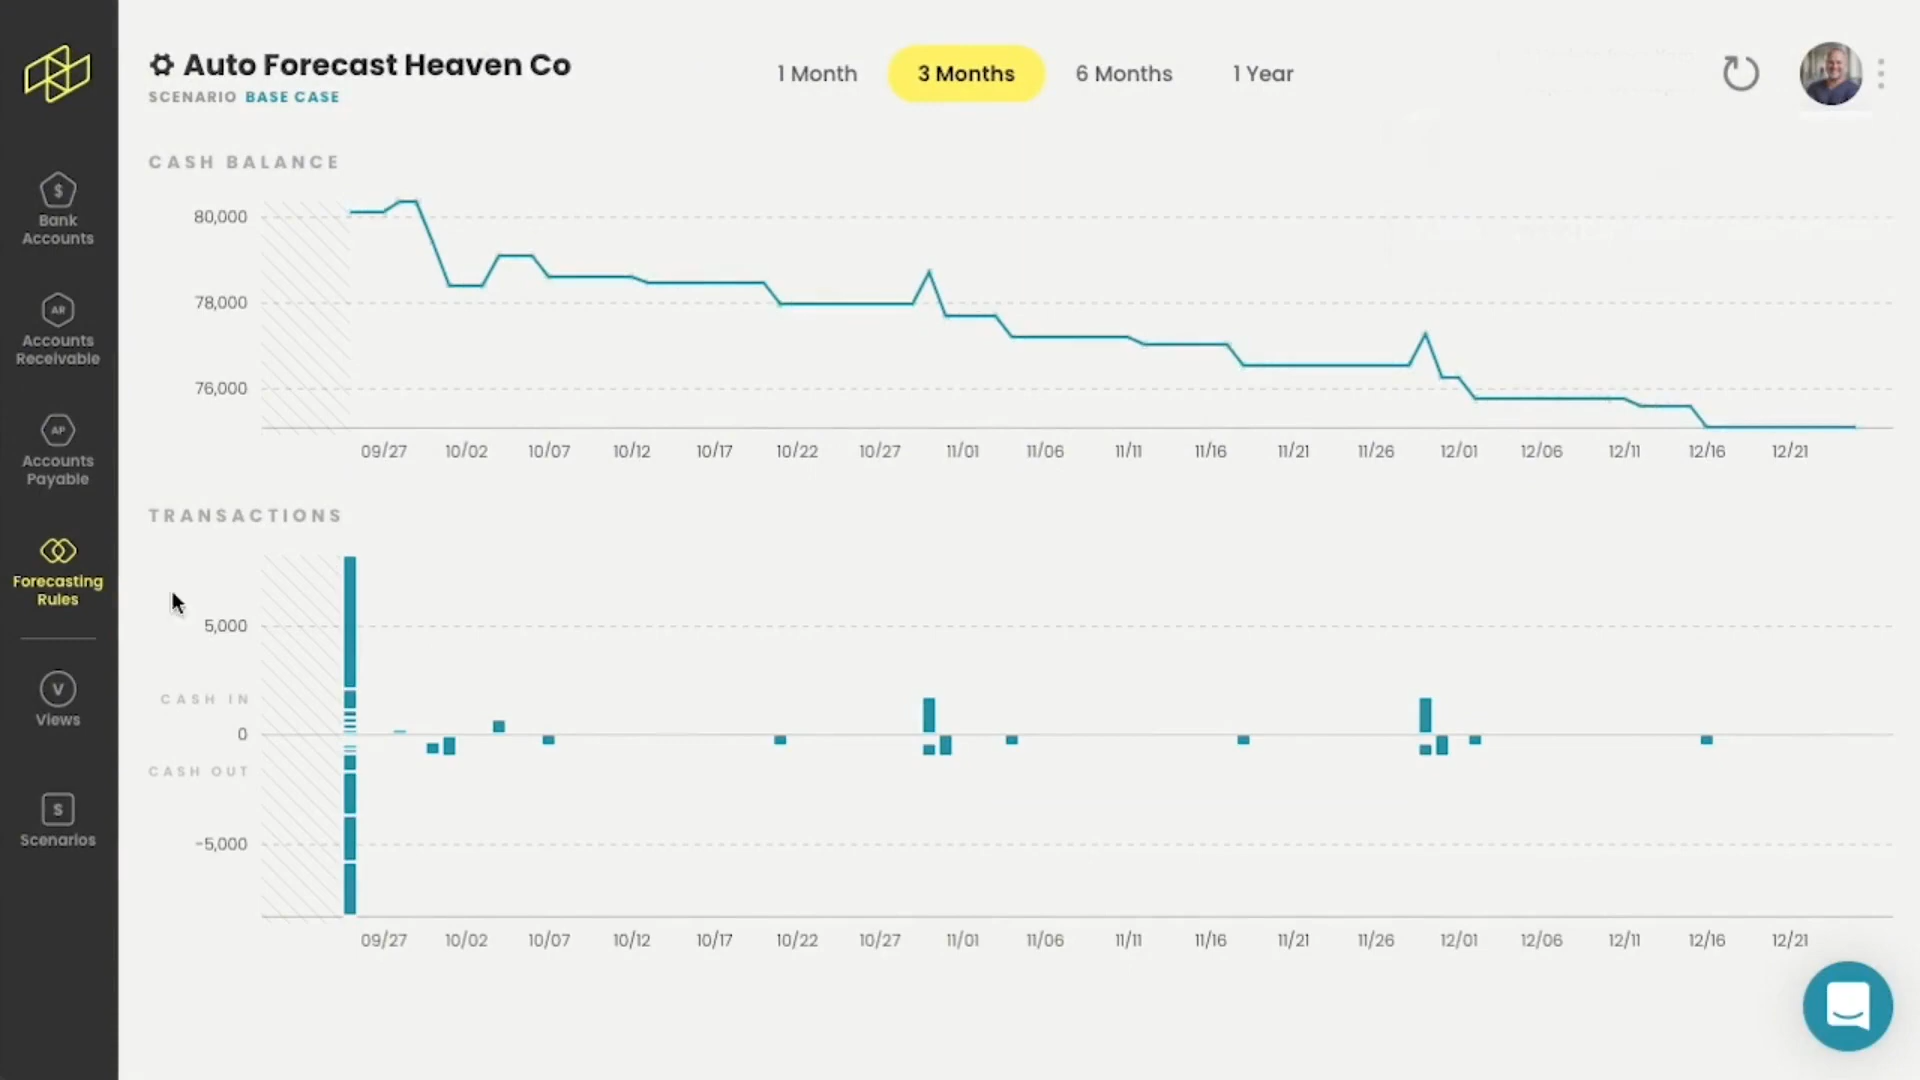 Auto Forecast Heaven Co
SCENARIO BASE CASE
1 Month 3 Months 6 Months 1 Year
$
Bank
Accounts
AR
Accounts
Receivable
AP
Accounts
Payable
Forecasting
Rules
V
Views
S
Scenarios
CASH BALANCE
80,000
78,000
76,000
09/27 10/02 10/07 10/12 10/17 10/22 10/27 11/01 11/06 11/11 11/16 11/21 11/26 12/01 12/06 12/11 12/16 12/21
TRANSACTIONS
5,000
CASH IN
0
CASH OUT
-5,000
09/27 10/02 10/07 10/12 10/17 10/22 10/27 11/01 11/06 11/11 11/16 11/21 11/26 12/01 12/06 12/11 12/16 12/21